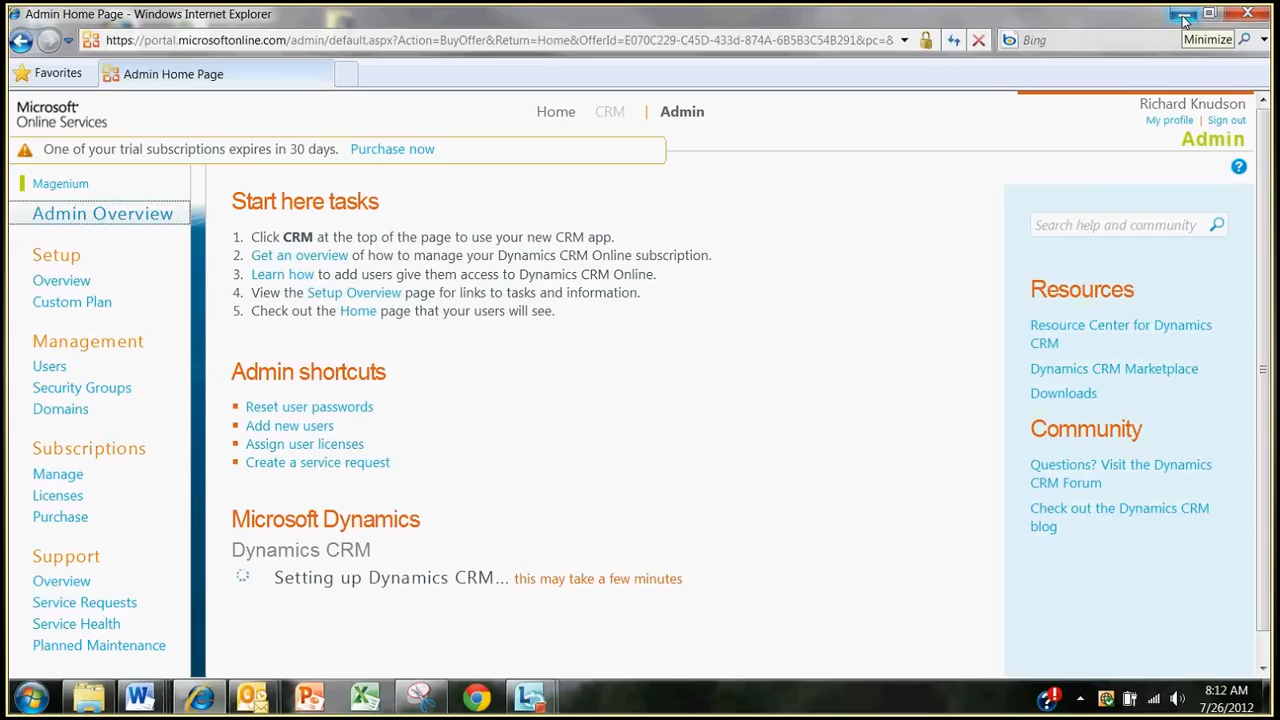 Admin Home Page - Windows Internet Explorer
https://portal.microsoftonline.com/admin/default.aspx?Action=BuyOffer&Return=Home&OfferId=E070C229-C45D-433d-874A-6B5B3C54B291&pc=&
Bing
Minimize
Favorites
Admin Home Page
Microsoft
Online Services
Home CRM | Admin
Richard Knudson
My profile | Sign out
Admin
One of your trial subscriptions expires in 30 days. Purchase now
Magenium
Admin Overview
Setup
Overview
Custom Plan
Management
Users
Security Groups
Domains
Subscriptions
Manage
Licenses
Purchase
Support
Overview
Service Requests
Service Health
Planned Maintenance
Start here tasks
1. Click CRM at the top of the page to use your new CRM app.
2. Get an overview of how to manage your Dynamics CRM Online subscription.
3. Learn how to add users give them access to Dynamics CRM Online.
4. View the Setup Overview page for links to tasks and information.
5. Check out the Home page that your users will see.
Admin shortcuts
Reset user passwords
Add new users
Assign user licenses
Create a service request
Microsoft Dynamics
Dynamics CRM
Setting up Dynamics CRM... this may take a few minutes
Search help and community
Resources
Resource Center for Dynamics
CRM
Dynamics CRM Marketplace
Downloads
Community
Questions? Visit the Dynamics
CRM Forum
Check out the Dynamics CRM
blog
8:12 AM
7/26/2012